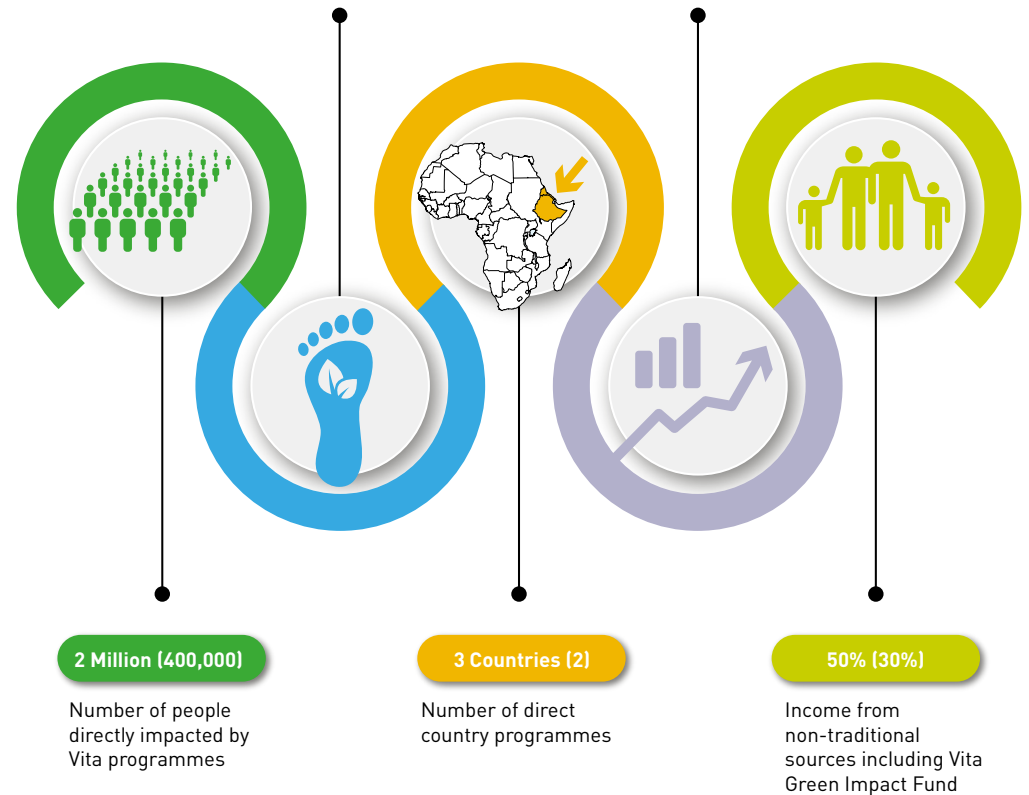 2 Million (400,000)
Number of people
directly impacted by
Vita programmes
3 Countries (2)
Number of direct
country programmes
50% (30%)
Income from
non-traditional
sources including Vita
Green Impact Fund